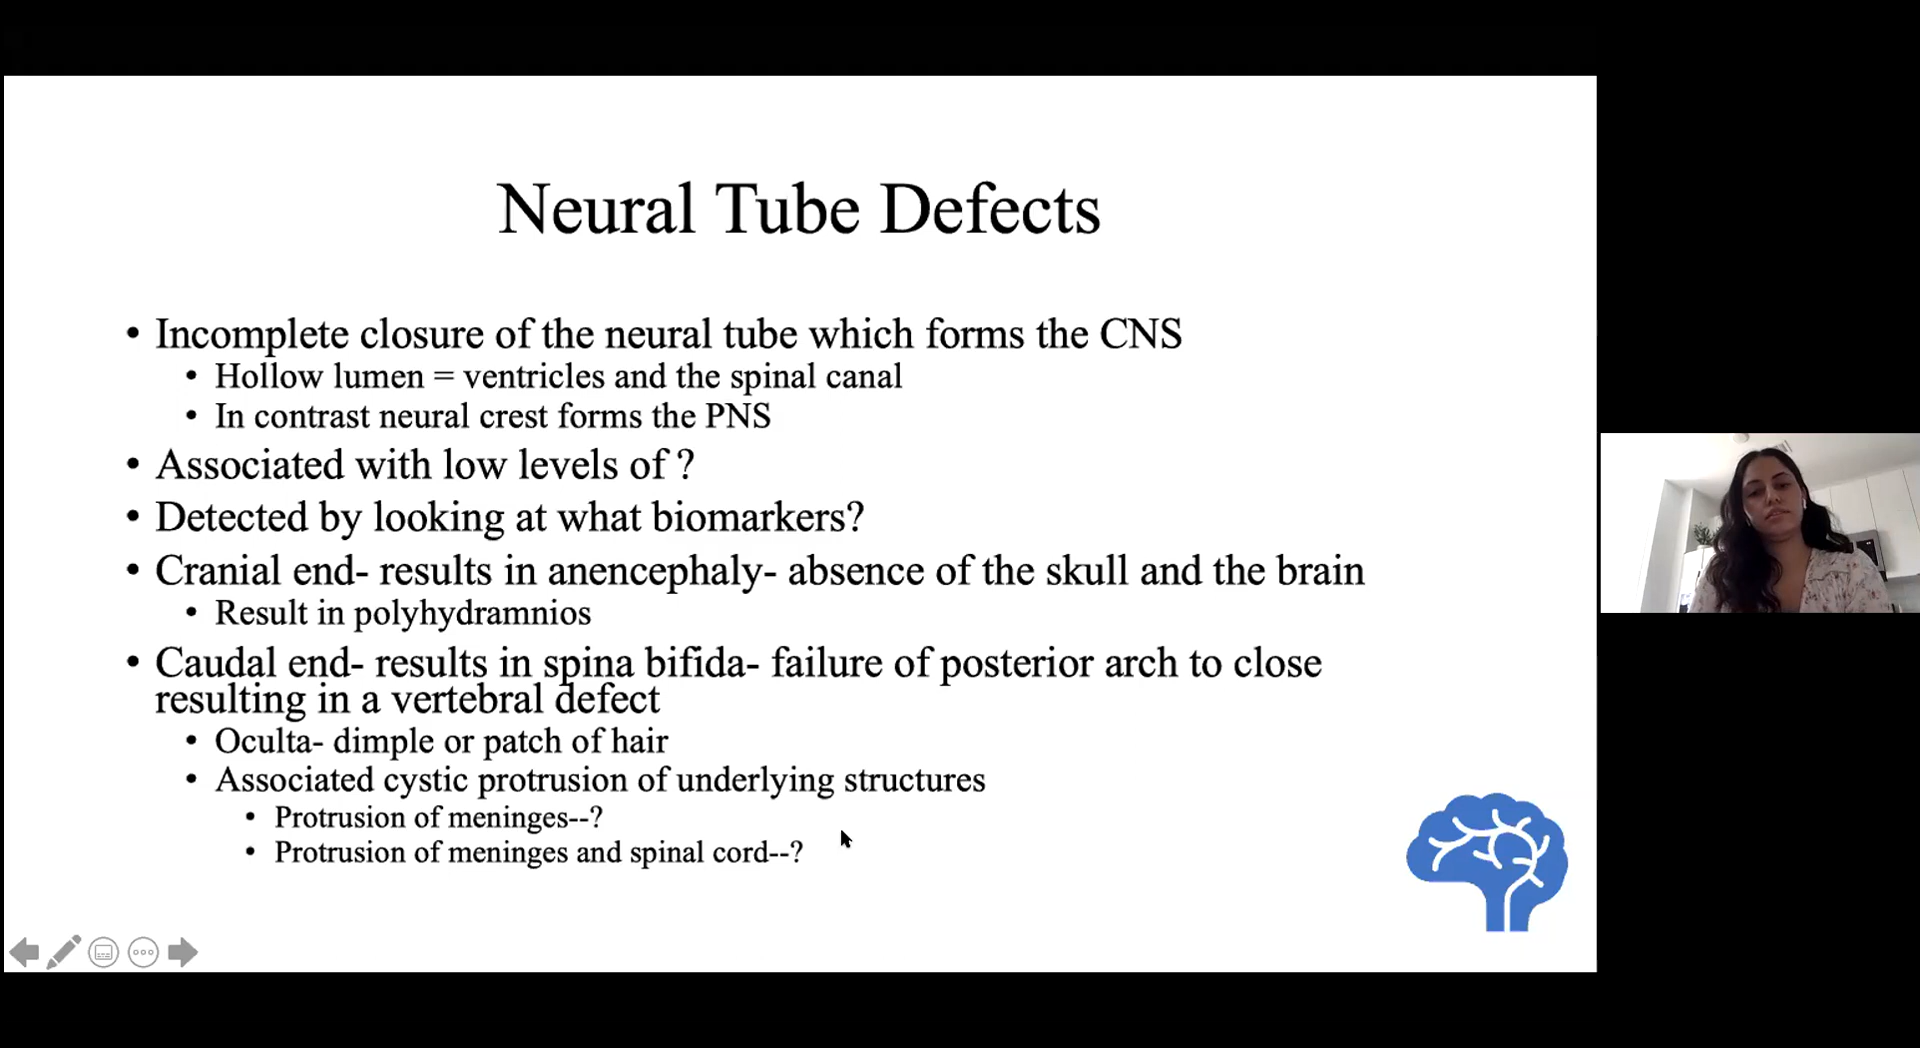 Neural Tube Defects
• Incomplete closure of the neural tube which forms the CNS
• Hollow lumen = ventricles and the spinal canal
• In contrast neural crest forms the PNS
• Associated with low levels of ?
• Detected by looking at what biomarkers?
• Cranial end- results in anencephaly- absence of the skull and the brain
• Result in polyhydramnios
• Caudal end- results in spina bifida- failure of posterior arch to close
resulting in a vertebral defect
• Oculta- dimple or patch of hair
• Associated cystic protrusion of underlying structures
• Protrusion of meninges--?
• Protrusion of meninges and spinal cord--?